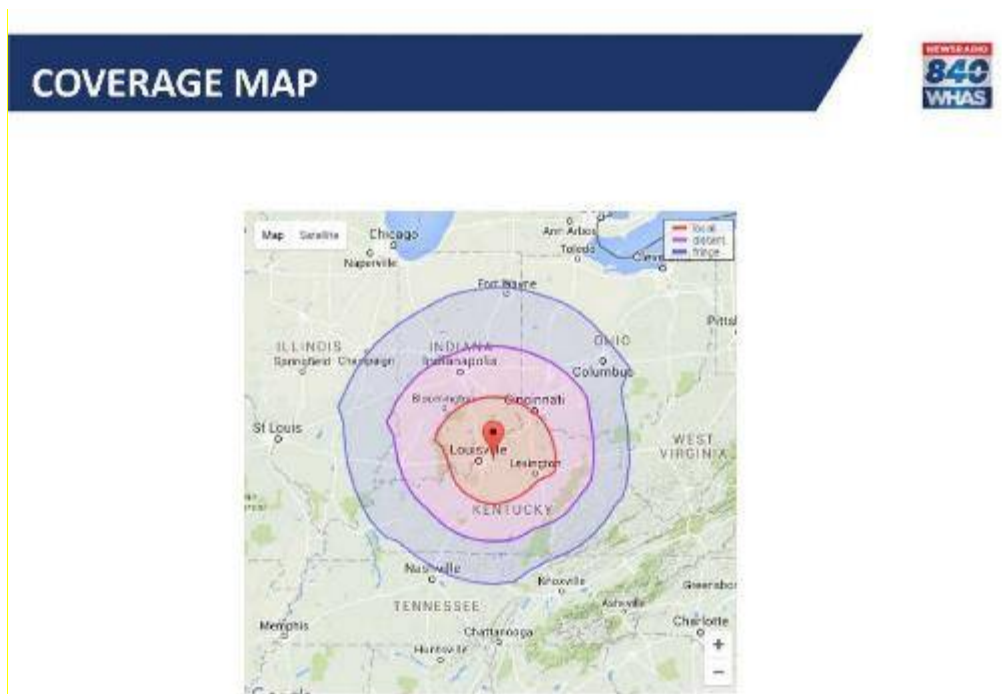 COVERAGE MAP
NEWSRADIO
840
WHAS
Map Satellite
Chicago
Naperville
Ann Arbor
Toledo
local
distant
fringe
Fort Wayne
ILLINOIS
INDIANA
OHIO
Springfield Champaign
Indianapolis
Columbus
Bloomington
Cincinnati
St Louis
Louisville
Lexington
WEST
VIRGINIA
KENTUCKY
Nashville
Knoxville
TENNESSEE
Asheville
Memphis
Charlotte
Chattanooga
Huntsville
+
−